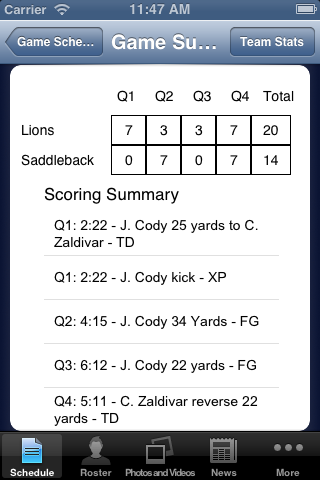 Carrier 11:47 AM
Game Sche... Game Su... Team Stats
Q1 Q2 Q3 Q4 Total
Lions 7 3 3 7 20
Saddleback 0 7 0 7 14
Scoring Summary
Q1: 2:22 - J. Cody 25 yards to C.
Zaldivar - TD
Q1: 2:22 - J. Cody kick - XP
Q2: 4:15 - J. Cody 34 Yards - FG
Q3: 6:12 - J. Cody 22 yards - FG
Q4: 5:11 - C. Zaldivar reverse 22
yards - TD
Schedule Roster Photos and Videos News More